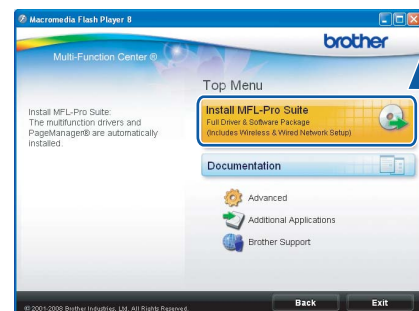 Macromedia Flash Player 8
brother
Multi-Function Center ®
Top Menu
Install MFL-Pro Suite:
The multifunction drivers and
PageManager® are automatically
installed.
Install MFL-Pro Suite
Full Driver & Software Package
(Includes Wireless & Wired Network Setup)
Documentation
Advanced
Additional Applications
Brother Support
© 2001-2008 Brother Industries, Ltd. All Rights Reserved.
Back
Exit